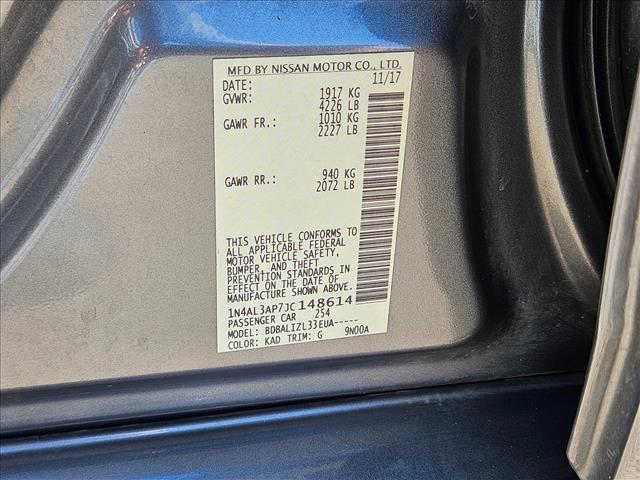 MFD BY NISSAN MOTOR CO., LTD.
DATE: 11/17
GVWR: 1917 KG
4226 LB
GAWR FR.: 1010 KG
2227 LB
GAWR RR.: 940 KG
2072 LB
THIS VEHICLE CONFORMS TO
ALL APPLICABLE FEDERAL
MOTOR VEHICLE SAFETY,
BUMPER, AND THEFT
PREVENTION STANDARDS IN
EFFECT ON THE DATE OF
MANUFACTURE SHOWN ABOVE.
1N4AL3AP7JC148614
PASSENGER CAR 254
MODEL: BDBALIZL33EUA-----
COLOR: KAD TRIM: G 9N00A